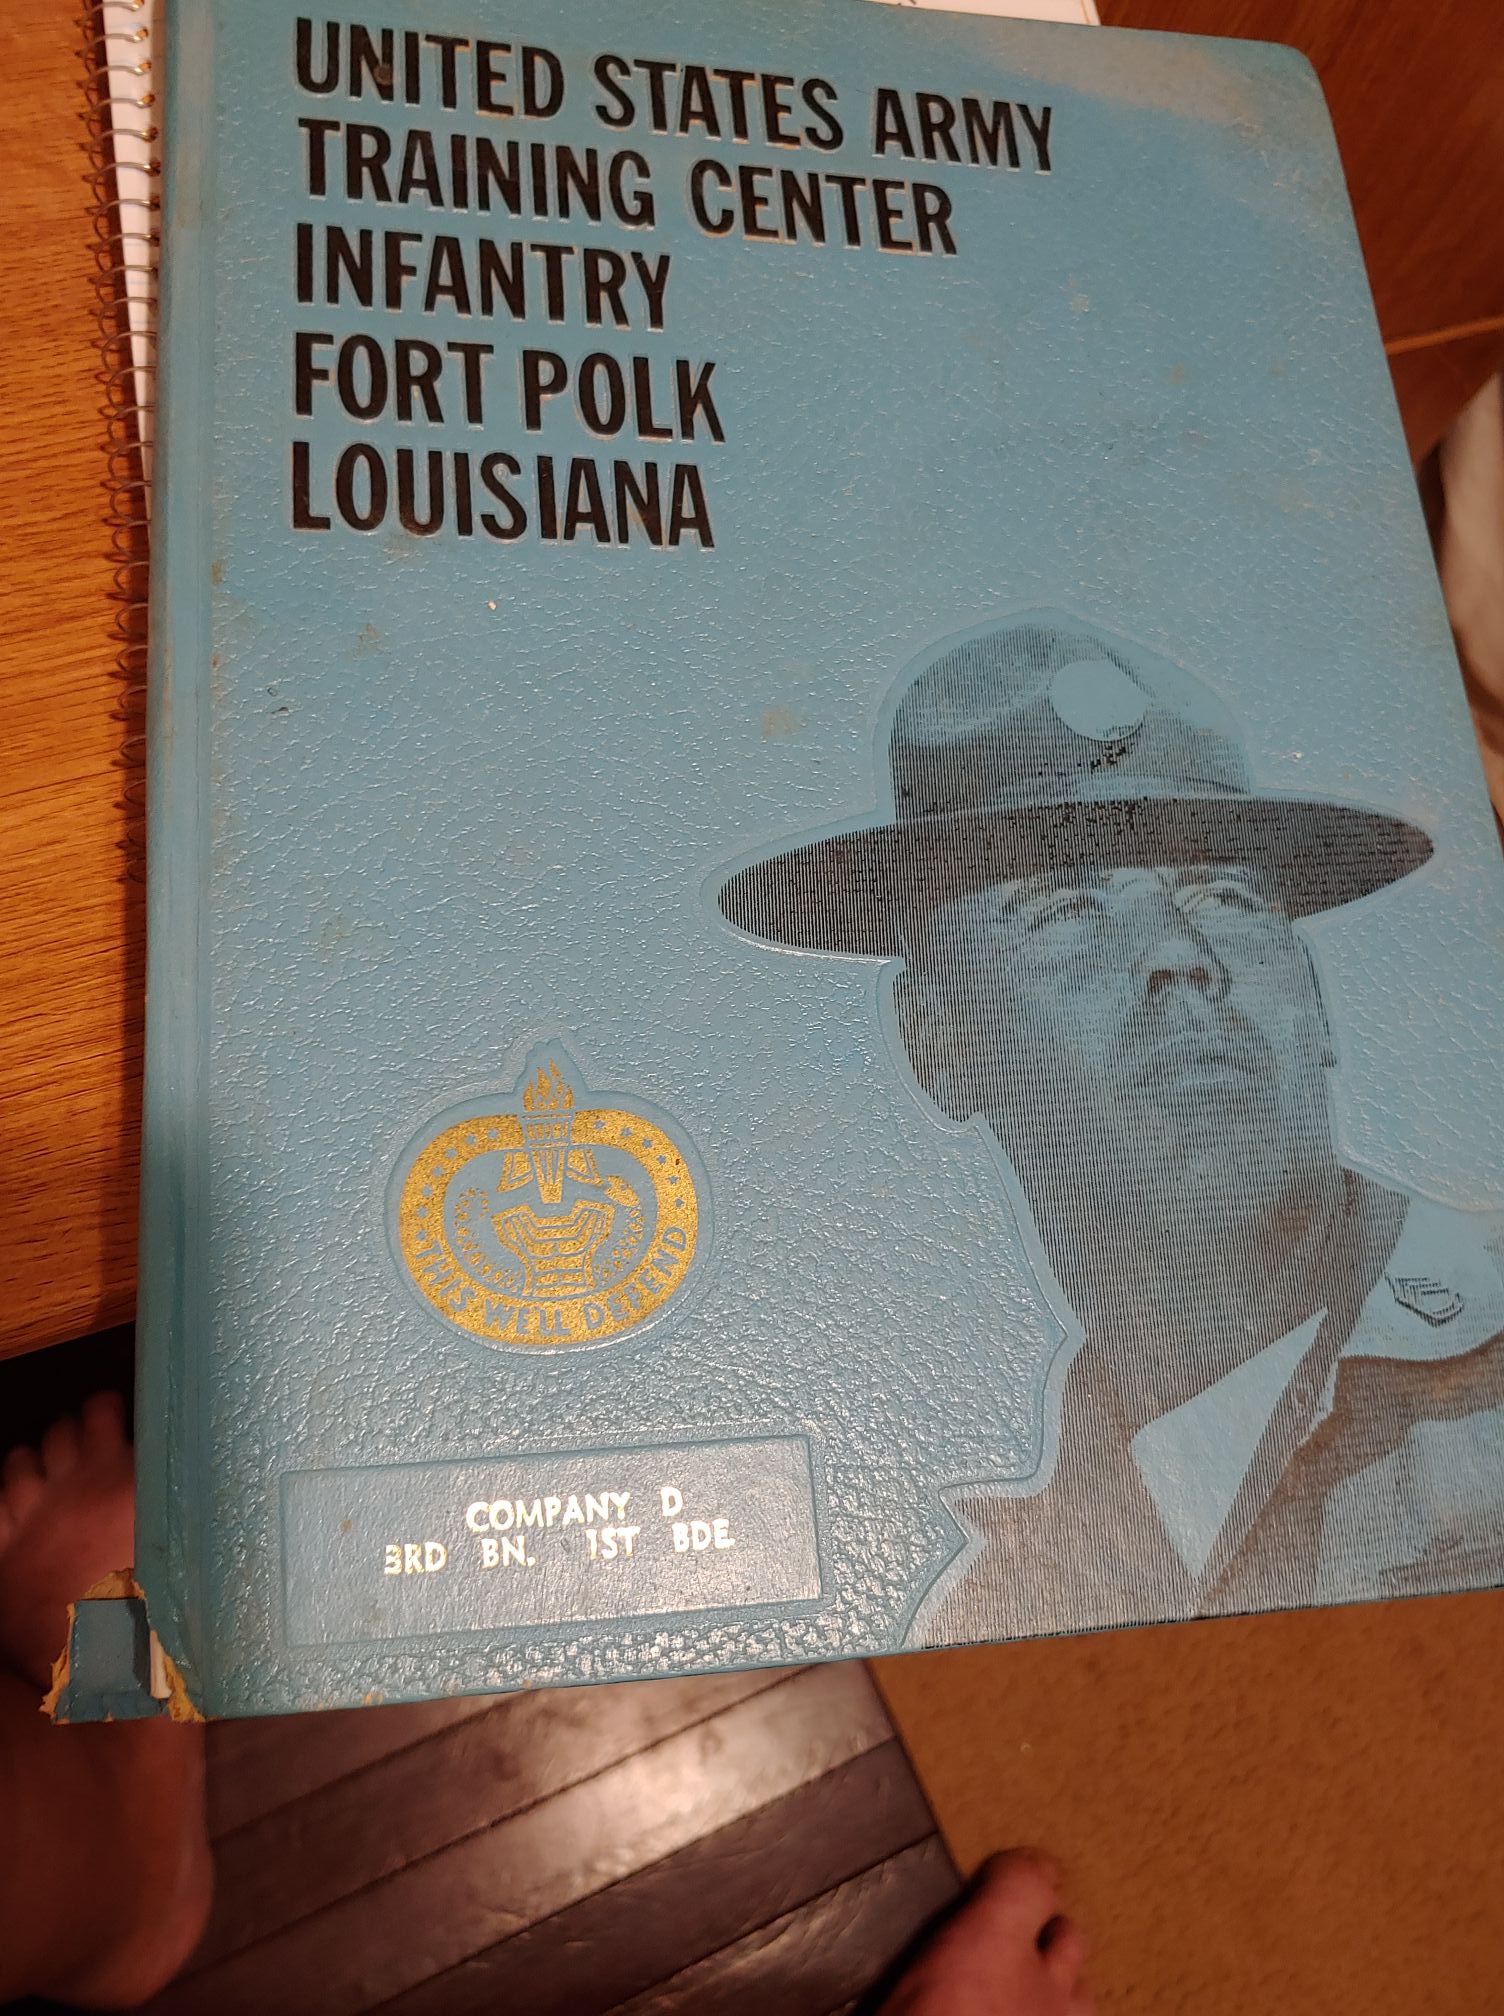 UNITED STATES ARMY
TRAINING CENTER
INFANTRY
FORT POLK
LOUISIANA
THIS WE'LL DEFEND
COMPANY D
3RD BN. 1ST BDE